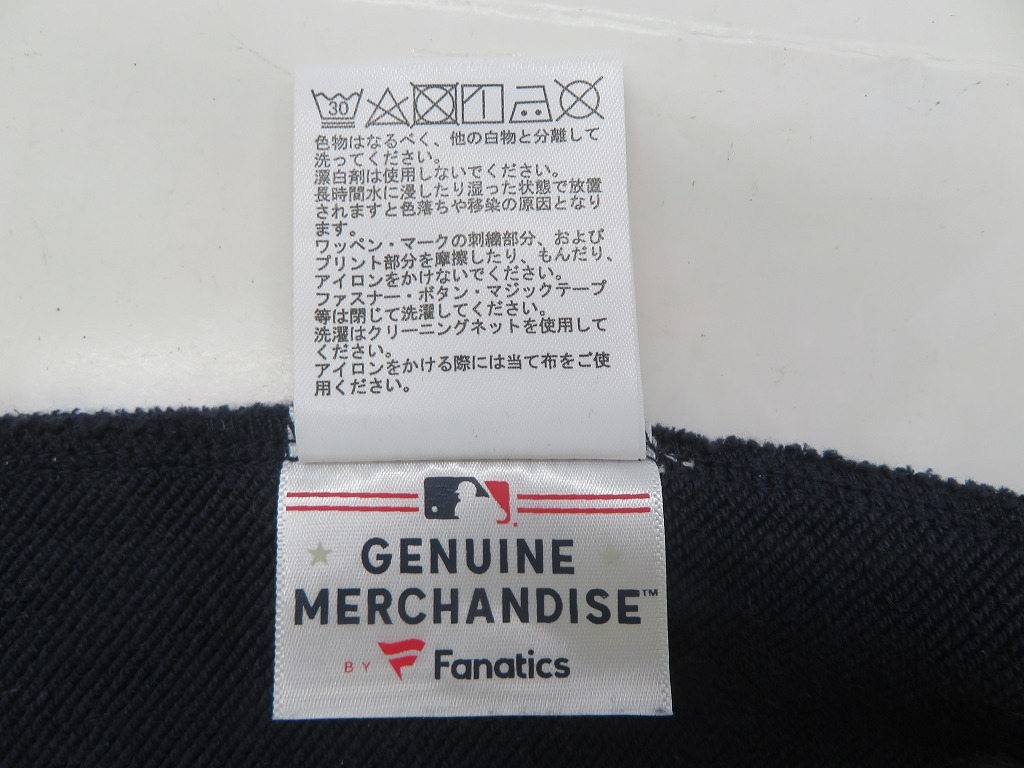 30
色物はなるべく、他の白物と分離して
洗ってください。
漂白剤は使用しないでください。
長時間水に浸したり湿った状態で放置
されますと色落ちや移染の原因となり
ます。
ワッペン・マークの刺繍部分、および
プリント部分を摩擦したり、もんだり、
アイロンをかけないでください。
ファスナー・ボタン・マジックテープ
等は閉じて洗濯してください。
洗濯はクリーニングネットを使用して
ください。
アイロンをかける際には当て布をご使
用ください。
GENUINE
MERCHANDISE™
BY Fanatics